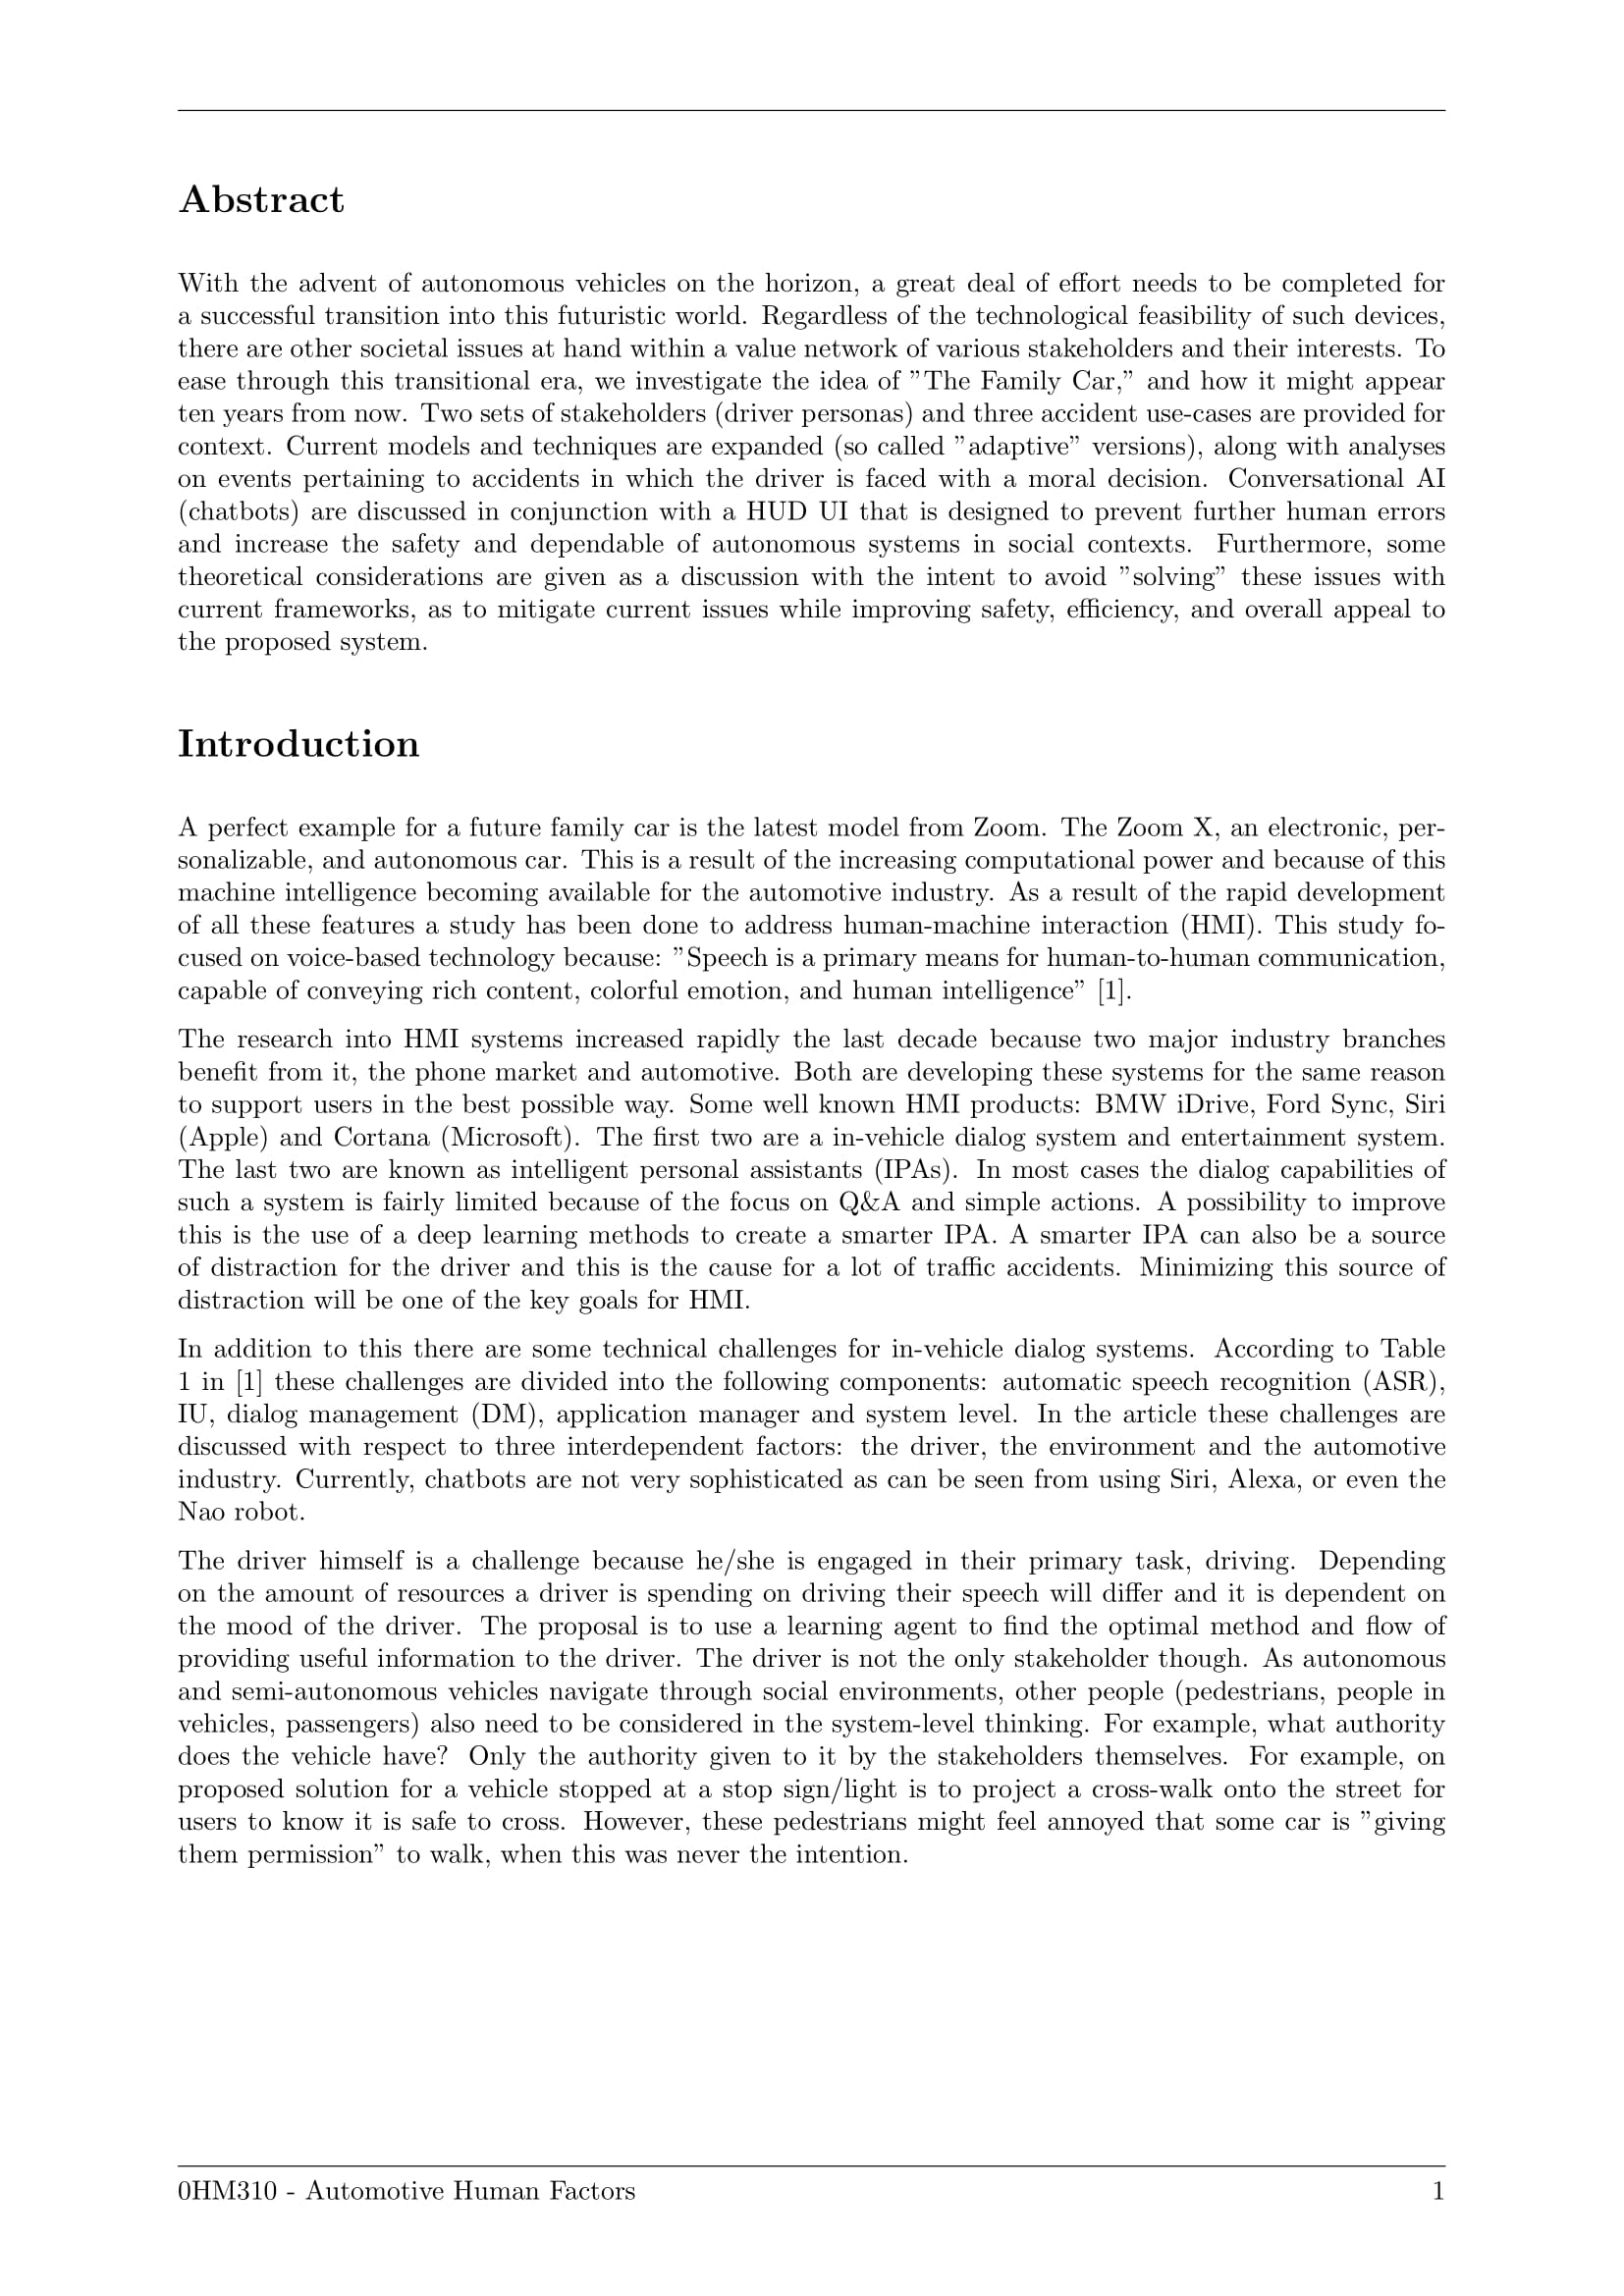 Abstract
With the advent of autonomous vehicles on the horizon, a great deal of effort needs to be completed for
a successful transition into this futuristic world. Regardless of the technological feasibility of such devices,
there are other societal issues at hand within a value network of various stakeholders and their interests. To
ease through this transitional era, we investigate the idea of ”The Family Car,” and how it might appear
ten years from now. Two sets of stakeholders (driver personas) and three accident use-cases are provided for
context. Current models and techniques are expanded (so called ”adaptive” versions), along with analyses
on events pertaining to accidents in which the driver is faced with a moral decision. Conversational AI
(chatbots) are discussed in conjunction with a HUD UI that is designed to prevent further human errors
and increase the safety and dependable of autonomous systems in social contexts. Furthermore, some
theoretical considerations are given as a discussion with the intent to avoid ”solving” these issues with
current frameworks, as to mitigate current issues while improving safety, efficiency, and overall appeal to
the proposed system.
Introduction
A perfect example for a future family car is the latest model from Zoom. The Zoom X, an electronic, per-
sonalizable, and autonomous car. This is a result of the increasing computational power and because of this
machine intelligence becoming available for the automotive industry. As a result of the rapid development
of all these features a study has been done to address human-machine interaction (HMI). This study fo-
cused on voice-based technology because: ”Speech is a primary means for human-to-human communication,
capable of conveying rich content, colorful emotion, and human intelligence” [1].
The research into HMI systems increased rapidly the last decade because two major industry branches
benefit from it, the phone market and automotive. Both are developing these systems for the same reason
to support users in the best possible way. Some well known HMI products: BMW iDrive, Ford Sync, Siri
(Apple) and Cortana (Microsoft). The first two are a in-vehicle dialog system and entertainment system.
The last two are known as intelligent personal assistants (IPAs). In most cases the dialog capabilities of
such a system is fairly limited because of the focus on Q&A and simple actions. A possibility to improve
this is the use of a deep learning methods to create a smarter IPA. A smarter IPA can also be a source
of distraction for the driver and this is the cause for a lot of traffic accidents. Minimizing this source of
distraction will be one of the key goals for HMI.
In addition to this there are some technical challenges for in-vehicle dialog systems. According to Table
1 in [1] these challenges are divided into the following components: automatic speech recognition (ASR),
IU, dialog management (DM), application manager and system level. In the article these challenges are
discussed with respect to three interdependent factors: the driver, the environment and the automotive
industry. Currently, chatbots are not very sophisticated as can be seen from using Siri, Alexa, or even the
Nao robot.
The driver himself is a challenge because he/she is engaged in their primary task, driving. Depending
on the amount of resources a driver is spending on driving their speech will differ and it is dependent on
the mood of the driver. The proposal is to use a learning agent to find the optimal method and flow of
providing useful information to the driver. The driver is not the only stakeholder though. As autonomous
and semi-autonomous vehicles navigate through social environments, other people (pedestrians, people in
vehicles, passengers) also need to be considered in the system-level thinking. For example, what authority
does the vehicle have? Only the authority given to it by the stakeholders themselves. For example, on
proposed solution for a vehicle stopped at a stop sign/light is to project a cross-walk onto the street for
users to know it is safe to cross. However, these pedestrians might feel annoyed that some car is ”giving
them permission” to walk, when this was never the intention.
0HM310 - Automotive Human Factors 1